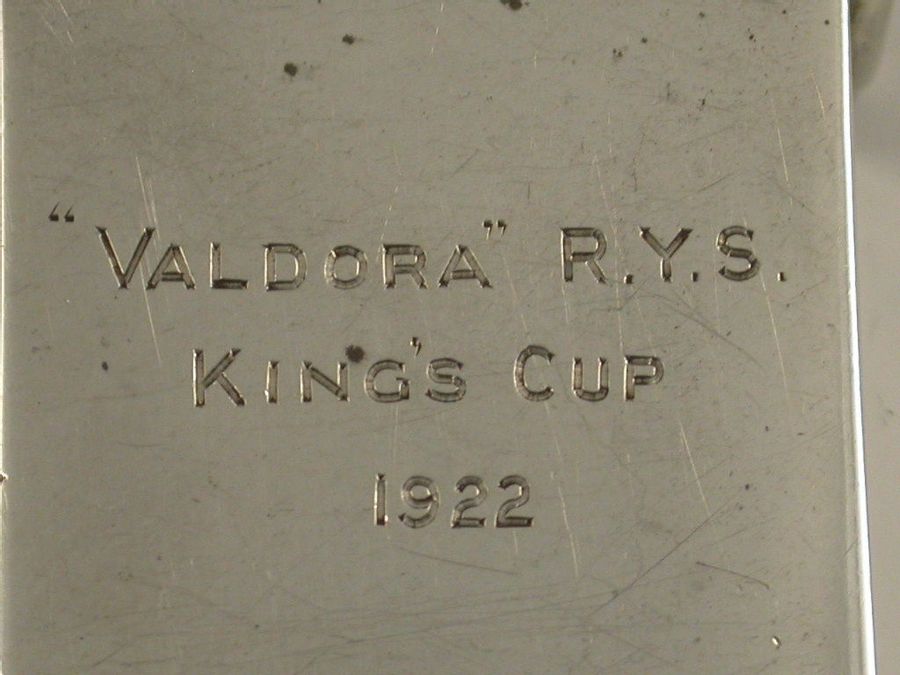 “VALDORA” R.Y.S.
KING'S CUP
1922